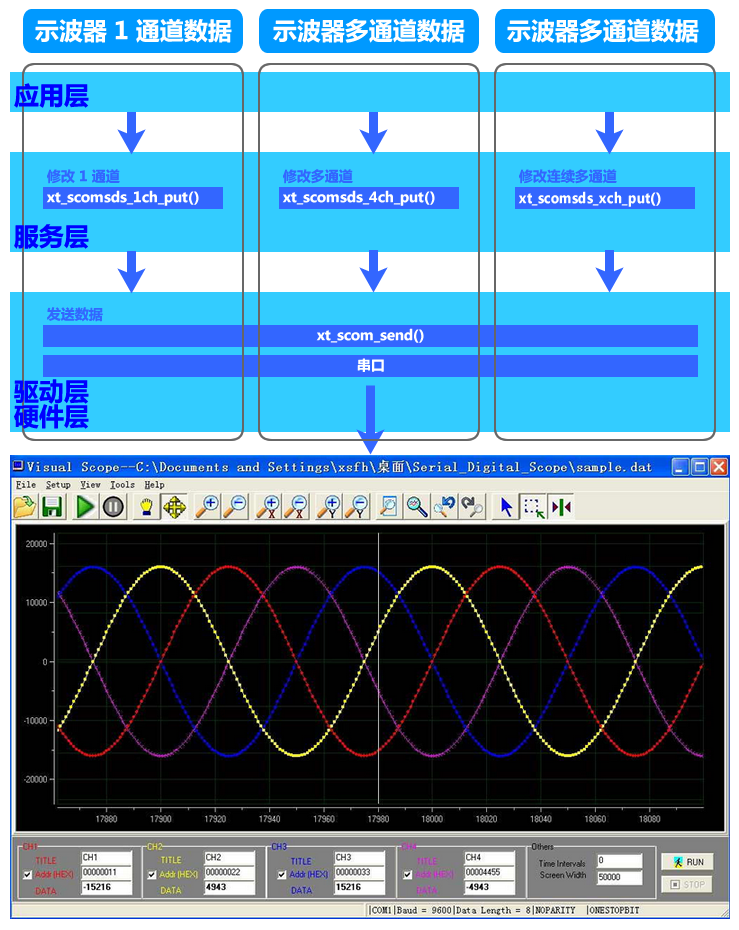 示波器 1 通道数据
示波器多通道数据
示波器多通道数据
应用层
修改 1 通道
修改多通道
修改连续多通道
xt_scomsds_1ch_put()
xt_scomsds_4ch_put()
xt_scomsds_xch_put()
服务层
发送数据
xt_scom_send()
串口
驱动层
硬件层
Visual Scope--C:\Documents and Settings\xsfh\桌面\Serial_Digital_Scope\sample.dat
File Setup View Tools Help
X X Y Y
20000
10000
0
-10000
-20000
17880 17900 17920 17940 17960 17980 18000 18020 18040 18060 18080
CH1 CH2 CH3 CH4 Others
TITLE CH1 TITLE CH2 TITLE CH3 TITLE CH4 Time Intervals 0 RUN
Addr(HEX) 00000011 Addr(HEX) 00000022 Addr(HEX) 00000033 Addr(HEX) 00004455 Screen Width 50000
DATA -15216 DATA 4943 DATA 15216 DATA -4943 STOP
COM1|Baud = 9600|Data Length = 8|NOPARITY |ONESTOPBIT